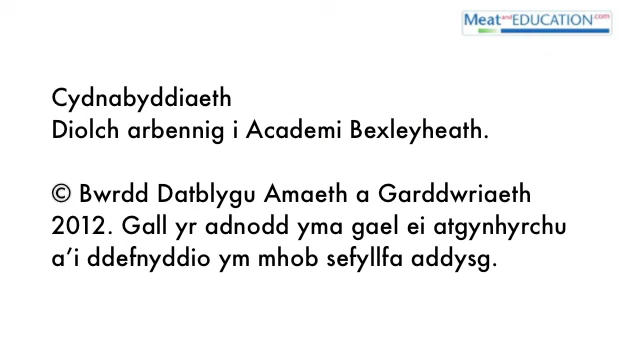 MeatandEDUCATION.com
Cydnabyddiaeth
Diolch arbennig i Academi Bexleyheath.
© Bwrdd Datblygu Amaeth a Garddwriaeth
2012. Gall yr adnodd yma gael ei atgynhyrchu
a’i ddefnyddio ym mhob sefyllfa addysg.